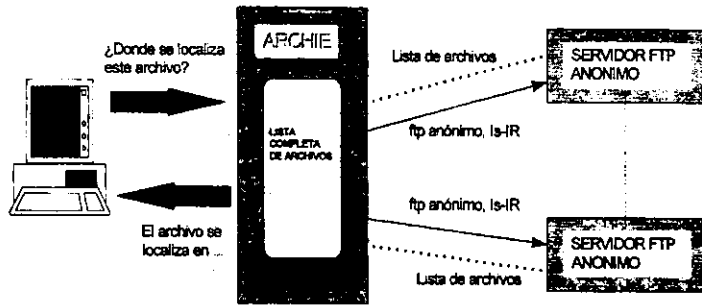 ¿Donde se localiza
este archivo?
ARCHIE
LISTA
COMPLETA
DE ARCHIVOS
El archivo se
localiza en ...
Lista de archivos
ftp anónimo, ls-lR
SERVIDOR FTP
ANONIMO
ftp anónimo, ls-lR
Lista de archivos
SERVIDOR FTP
ANONIMO